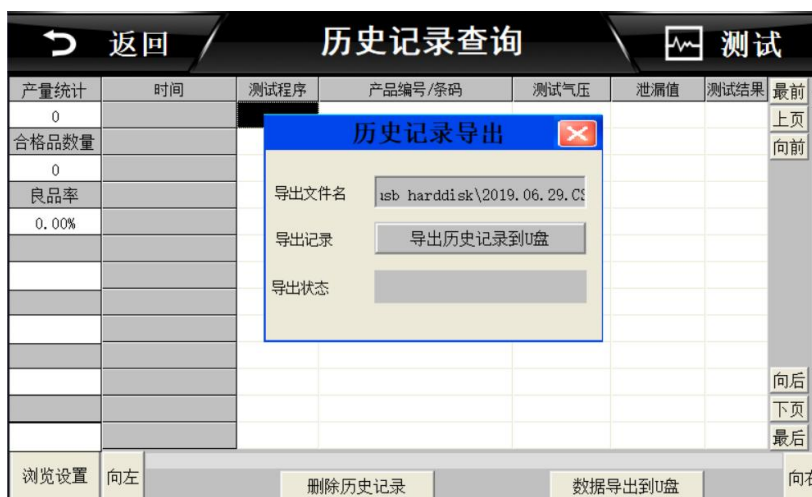 返回 历史记录查询 测试
产量统计 时间 测试程序 产品编号/条码 测试气压 泄漏值 测试结果 最前
0 上页
合格品数量 向前
0
良品率
0.00%
历史记录导出
导出文件名 usb harddisk\2019.06.29.CS
导出记录 导出历史记录到U盘
导出状态
向后
下页
最后
浏览设置 向左 删除历史记录 数据导出到U盘 向右